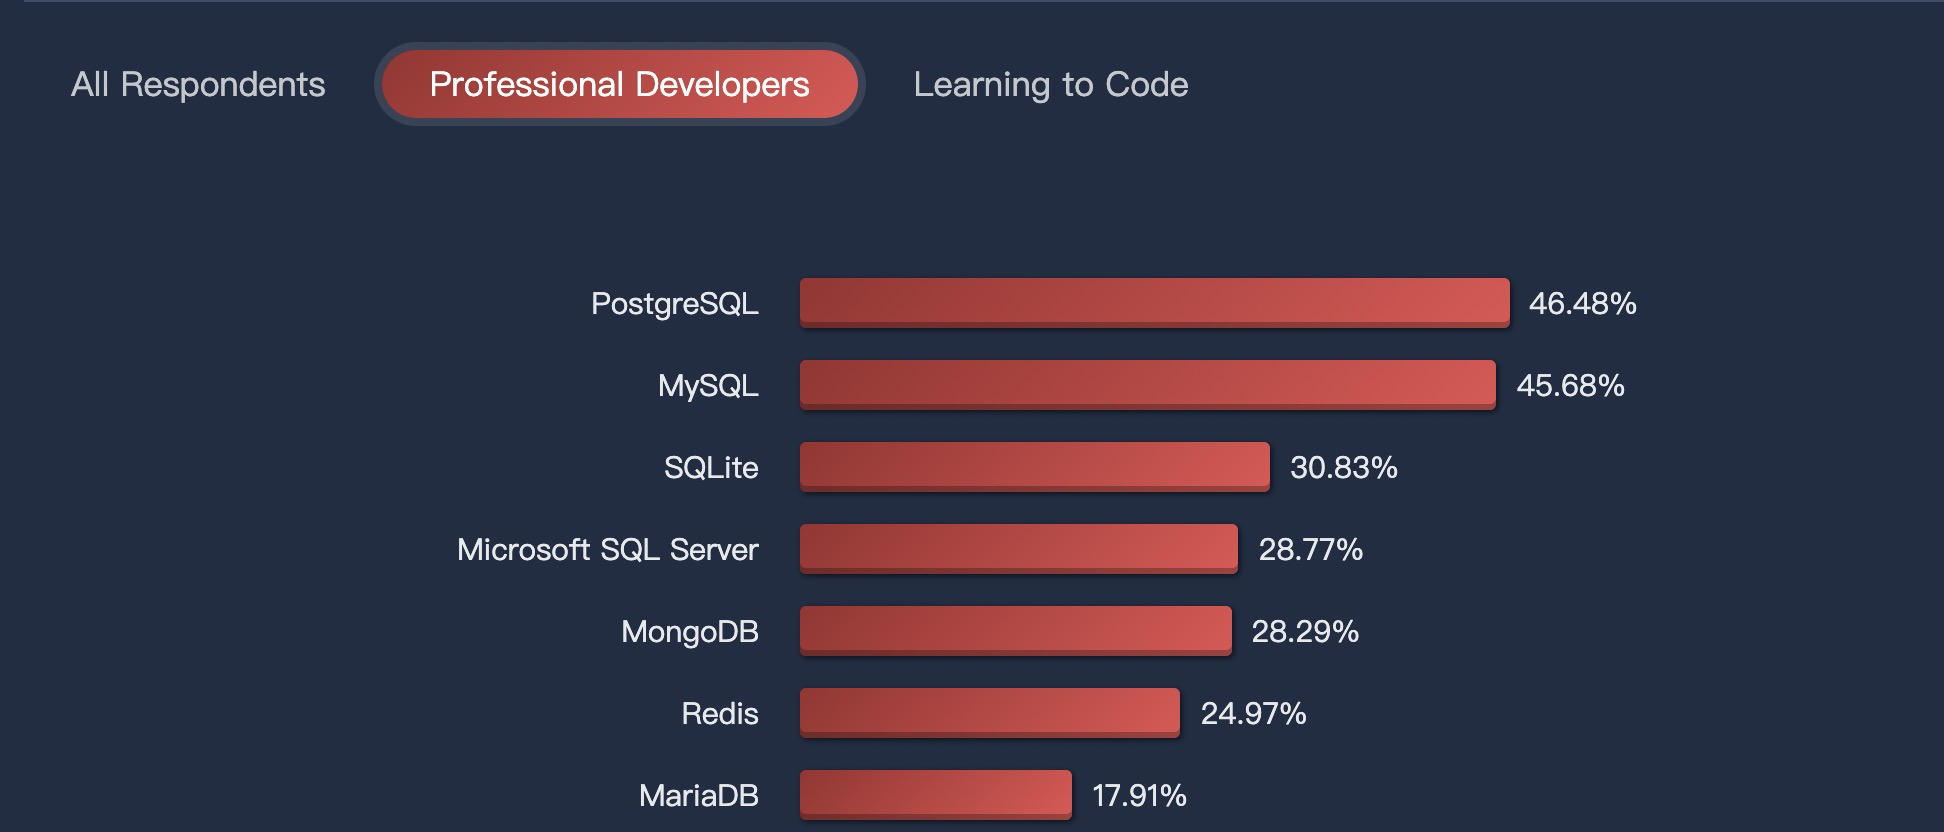 All Respondents Professional Developers Learning to Code
PostgreSQL 46.48%
MySQL 45.68%
SQLite 30.83%
Microsoft SQL Server 28.77%
MongoDB 28.29%
Redis 24.97%
MariaDB 17.91%